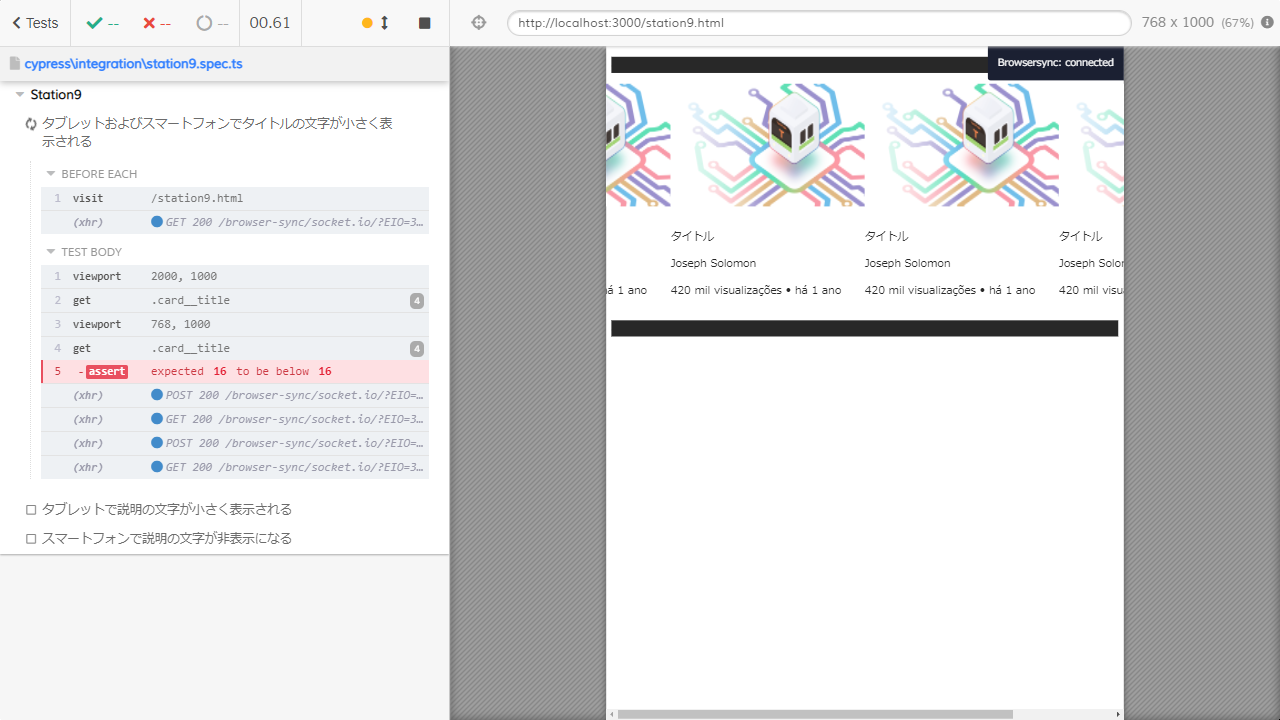 Tests
--
--
--
00.61
http://localhost:3000/station9.html
768 x 1000 (67%)
cypress\integration\station9.spec.ts
Station9
タブレットおよびスマートフォンでタイトルの文字が小さく表
示される
BEFORE EACH
1 visit /station9.html
(xhr) GET 200 /browser-sync/socket.io/?EIO=3…
TEST BODY
1 viewport 2000, 1000
2 get .card__title 4
3 viewport 768, 1000
4 get .card__title 4
5 -assert expected 16 to be below 16
(xhr) POST 200 /browser-sync/socket.io/?EIO=…
(xhr) GET 200 /browser-sync/socket.io/?EIO=3…
(xhr) POST 200 /browser-sync/socket.io/?EIO=…
(xhr) GET 200 /browser-sync/socket.io/?EIO=3…
タブレットで説明の文字が小さく表示される
スマートフォンで説明の文字が非表示になる
Browsersync: connected
タイトル タイトル タイトル
Joseph Solomon Joseph Solomon Joseph Solo
há 1 ano 420 mil visualizações • há 1 ano 420 mil visualizações • há 1 ano 420 mil visu